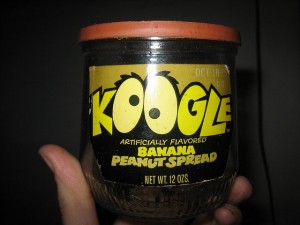 KOOGLE
ARTIFICIALLY FLAVORED
BANANA
PEANUT SPREAD
NET WT. 12 OZS.